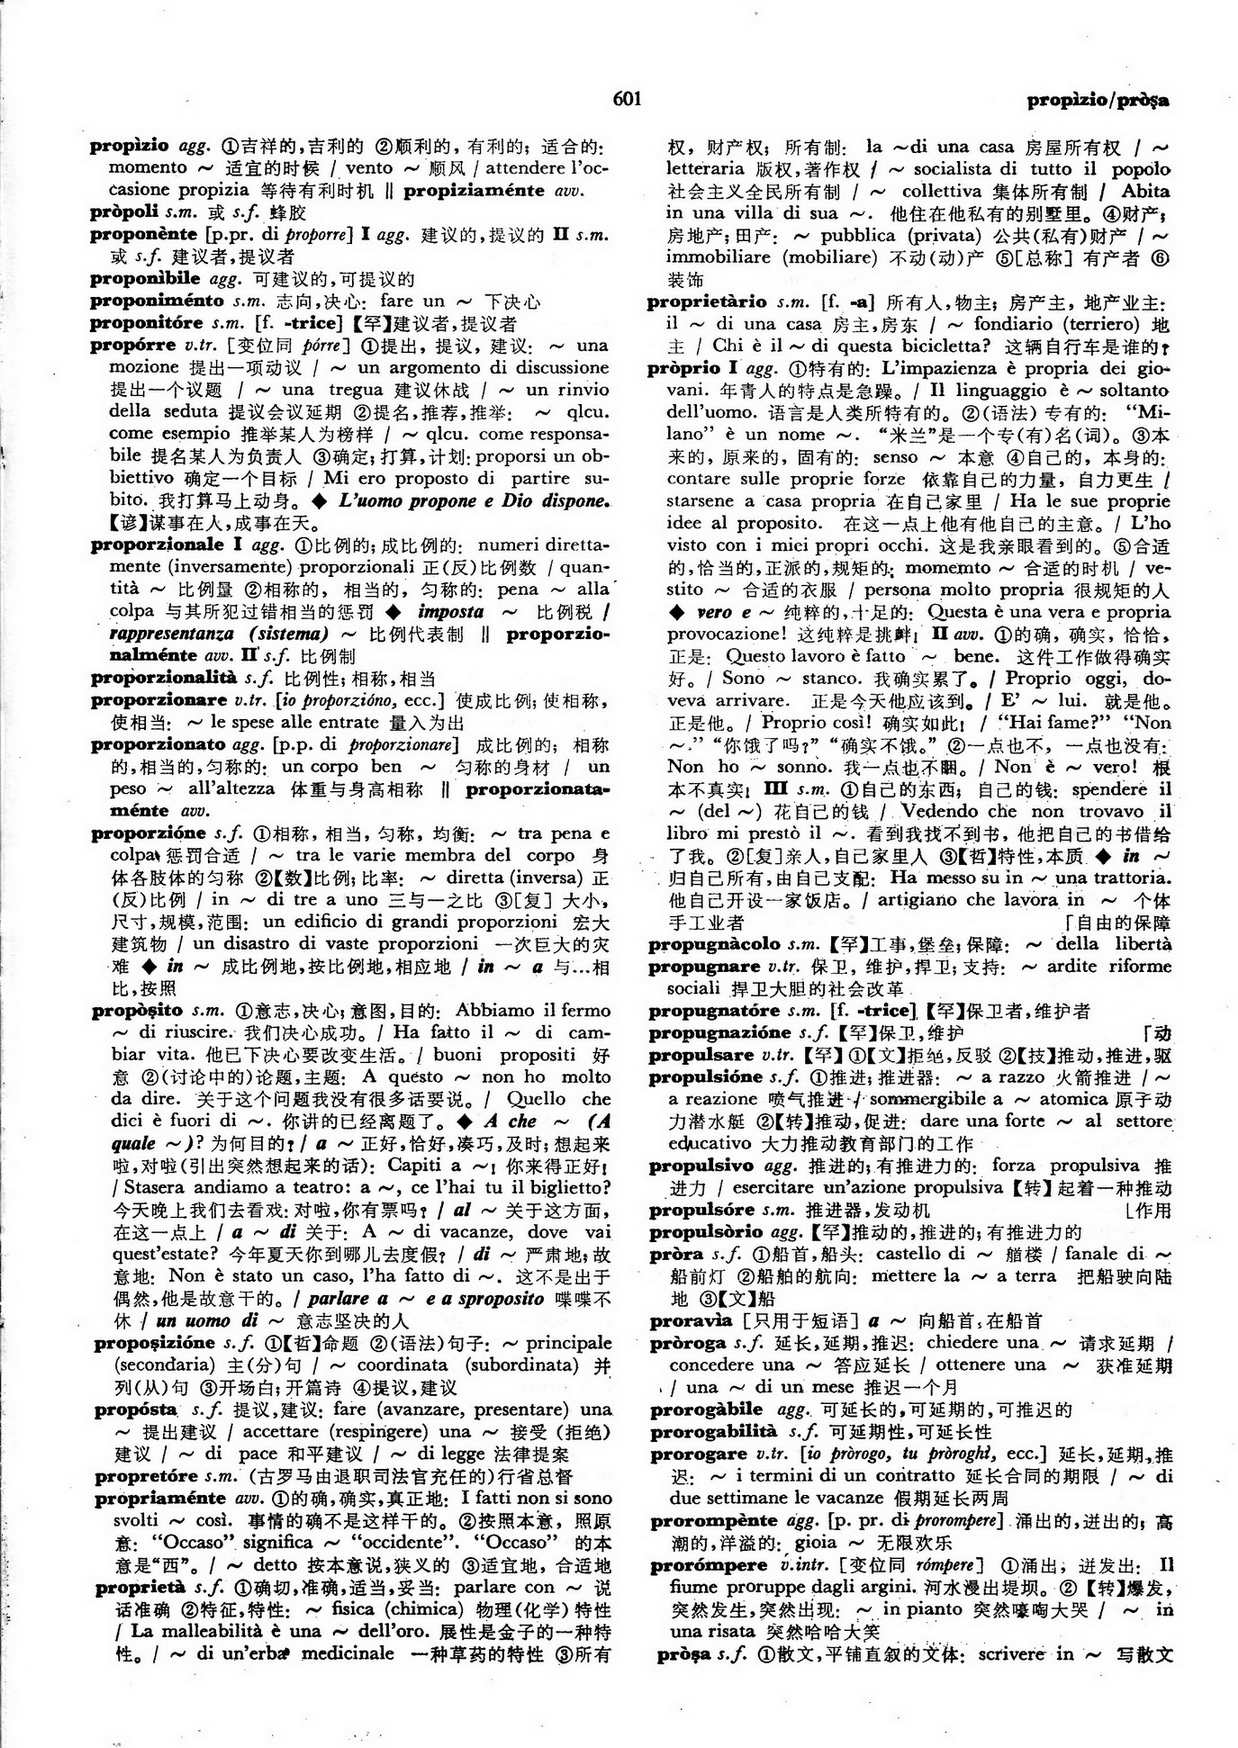 601
propìzio/pròşa
propìzio agg. ①吉祥的,吉利的 ②顺利的, 有利的; 适合的:
momento ~ 适宜的时候 / vento ~ 顺风 / attendere l'oc-
casione propizia 等待有利时机 ‖ propiziaménte avv.
pròpoli s.m. 或 s.f. 蜂胶
proponènte [p.pr. di proporre] I agg. 建议的,提议的 II s.m.
或 s.f. 建议者,提议者
proponìbile agg. 可建议的,可提议的
proponiménto s.m. 志向,决心: fare un ~ 下决心
proponitóre s.m. [f. -trice] 【罕】建议者,提议者
propórre v.tr. [变位同 pórre] ①提出, 提议, 建议: ~ una
mozione 提出一项动议 / ~ un argomento di discussione
提出一个议题 / ~ una tregua 建议休战 / ~ un rinvio
della seduta 提议会议延期 ②提名,推荐,推举: ~ qlcu.
come esempio 推举某人为榜样 / ~ qlcu. come responsa-
bile 提名某人为负责人 ③确定; 打算,计划: proporsi un ob-
biettivo 确定一个目标 / Mi ero proposto di partire su-
bito. 我打算马上动身。◆ L'uomo propone e Dio dispone.
【谚】谋事在人,成事在天。
proporzionale I agg. ①比例的; 成比例的: numeri diretta-
mente (inversamente) proporzionali 正(反)比例数 / quan-
tità ~ 比例量 ②相称的, 相当的, 匀称的: pena ~ alla
colpa 与其所犯过错相当的惩罚 ◆ imposta ~ 比例税 /
rappresentanza (sistema) ~ 比例代表制 ‖ proporzio-
nalménte avv. II s.f. 比例制
proporzionalità s.f. 比例性; 相称,相当
proporzionare v.tr. [io proporzióno, ecc.] 使成比例; 使相称,
使相当: ~ le spese alle entrate 量入为出
proporzionato agg. [p.p. di proporzionare] 成比例的; 相称
的,相当的,匀称的: un corpo ben ~ 匀称的身材 / un
peso ~ all'altezza 体重与身高相称 ‖ proporzionata-
ménte avv.
proporzióne s.f. ①相称, 相当, 匀称, 均衡: ~ tra pena e
colpa 惩罚合适 / ~ tra le varie membra del corpo 身
体各肢体的匀称 ②【数】比例; 比率: ~ diretta (inversa) 正
(反)比例 / in ~ di tre a uno 三与一之比 ③[复] 大小,
尺寸,规模,范围: un edificio di grandi proporzioni 宏大
建筑物 / un disastro di vaste proporzioni 一次巨大的灾
难 ◆ in ~ 成比例地,按比例地,相应地 / in ~ a 与…相
比,按照
propòşito s.m. ①意志,决心; 意图,目的: Abbiamo il fermo
~ di riuscire. 我们决心成功。/ Ha fatto il ~ di cam-
biar vita. 他已下决心要改变生活。/ buoni propositi 好
意 ②(讨论中的)论题,主题: A questo ~ non ho molto
da dire. 关于这个问题我没有很多话要说。/ Quello che
dici è fuori di ~. 你讲的已经离题了。◆ A che ~ (A
quale ~)? 为何目的? / a ~ 正好,恰好,凑巧,及时; 想起来
啦,对啦(引出突然想起来的话): Capiti a ~! 你来得正好!
/ Stasera andiamo a teatro: a ~, ce l'hai tu il biglietto?
今天晚上我们去看戏: 对啦,你有票吗? / al ~ 关于这方面,
在这一点上 / a ~ di 关于: A ~ di vacanze, dove vai
quest'estate? 今年夏天你到哪儿去度假? / di ~ 严肃地; 故
意地: Non è stato un caso, l'ha fatto di ~. 这不是出于
偶然,他是故意干的。/ parlare a ~ e a sproposito 喋喋不
休 / un uomo di ~ 意志坚决的人
propoşizióne s.f. ①【哲】命题 ②(语法)句子: ~ principale
(secondaria) 主(分)句 / ~ coordinata (subordinata) 并
列(从)句 ③开场白; 开篇诗 ④提议,建议
propósta s.f. 提议,建议: fare (avanzare, presentare) una
~ 提出建议 / accettare (respingere) una ~ 接受 (拒绝)
建议 / ~ di pace 和平建议 / ~ di legge 法律提案
propretóre s.m. (古罗马由退职司法官充任的)行省总督
propriaménte avv. ①的确,确实,真正地: I fatti non si sono
svolti ~ così. 事情的确不是这样干的。②按照本意, 照原
意: “Occaso” significa ~ “occidente”. “Occaso” 的本
意是“西”。/ ~ detto 按本意说,狭义的 ③适宜地, 合适地
proprietà s.f. ①确切,准确,适当,妥当: parlare con ~ 说
话准确 ②特征,特性: ~ fisica (chimica) 物理(化学)特性
/ La malleabilità è una ~ dell'oro. 展性是金子的一种特
性。/ ~ di un'erba medicinale 一种草药的特性 ③所有
权, 财产权; 所有制: la ~ di una casa 房屋所有权 / ~
letteraria 版权,著作权 / ~ socialista di tutto il popolo
社会主义全民所有制 / ~ collettiva 集体所有制 / Abita
in una villa di sua ~. 他住在他私有的别墅里。④财产;
房地产; 田产: ~ pubblica (privata) 公共(私有)财产 / ~
immobiliare (mobiliare) 不动(动)产 ⑤[总称] 有产者 ⑥
装饰
proprietàrio s.m. [f. -a] 所有人,物主; 房产主, 地产业主:
il ~ di una casa 房主,房东 / ~ fondiario (terriero) 地
主 / Chi è il ~ di questa bicicletta? 这辆自行车是谁的?
pròprio I agg. ①特有的: L'impazienza è propria dei gio-
vani. 年青人的特点是急躁。/ Il linguaggio è ~ soltanto
dell'uomo. 语言是人类所特有的。②(语法) 专有的: “Mi-
lano” è un nome ~. “米兰”是一个专(有)名(词)。③本
来的, 原来的, 固有的: senso ~ 本意 ④自己的, 本身的:
contare sulle proprie forze 依靠自己的力量, 自力更生 /
starsene a casa propria 在自己家里 / Ha le sue proprie
idee al proposito. 在这一点上他有他自己的主意。/ L'ho
visto con i miei propri occhi. 这是我亲眼看到的。⑤合适
的,恰当的,正派的,规矩的: momemto ~ 合适的时机 / ve-
stito ~ 合适的衣服 / persona molto propria 很规矩的人
◆ vero e ~ 纯粹的,十足的: Questa è una vera e propria
provocazione! 这纯粹是挑衅! II avv. ①的确, 确实, 恰恰,
正是: Questo lavoro è fatto ~ bene. 这件工作做得确实
好。/ Sono ~ stanco. 我确实累了。/ Proprio oggi, do-
veva arrivare. 正是今天他应该到。/ E' ~ lui. 就是他。
正是他。/ Proprio così! 确实如此! / “Hai fame?” “Non
~.” “你饿了吗?” “确实不饿。” ②一点也不, 一点也没有:
Non ho ~ sonno. 我一点也不睏。/ Non è ~ vero! 根
本不真实! III s.m. ①自己的东西; 自己的钱: spendere il
~ (del ~) 花自己的钱 / Vedendo che non trovavo il
libro mi prestò il ~. 看到我找不到书, 他把自己的书借给
了我。②[复]亲人,自己家里人 ③【哲】特性,本质 ◆ in ~
归自己所有,由自己支配: Ha messo su in ~ una trattoria.
他自己开设一家饭店。/ artigiano che lavora in ~ 个体
手工业者 「自由的保障
propugnàcolo s.m. 【罕】工事,堡垒; 保障: ~ della libertà
propugnare v.tr. 保卫, 维护,捍卫; 支持: ~ ardite riforme
sociali 捍卫大胆的社会改革
propugnatóre s.m. [f. -trice] 【罕】保卫者,维护者
propugnazióne s.f. 【罕】保卫,维护 「动
propulsare v.tr. 【罕】①【文】拒绝,反驳 ②【技】推动,推进,驱
propulsióne s.f. ①推进; 推进器: ~ a razzo 火箭推进 / ~
a reazione 喷气推进 / sommergibile a ~ atomica 原子动
力潜水艇 ②【转】推动,促进: dare una forte ~ al settore
educativo 大力推动教育部门的工作
propulsivo agg. 推进的; 有推进力的: forza propulsiva 推
进力 / esercitare un'azione propulsiva 【转】起着一种推动
propulsóre s.m. 推进器,发动机 ⌊作用
propulsòrio agg. 【罕】推动的,推进的; 有推进力的
pròra s.f. ①船首,船头: castello di ~ 艏楼 / fanale di ~
船前灯 ②船舶的航向: mettere la ~ a terra 把船驶向陆
地 ③【文】船
proravìa [只用于短语] a ~ 向船首,在船首
pròroga s.f. 延长,延期,推迟: chiedere una ~ 请求延期 /
concedere una ~ 答应延长 / ottenere una ~ 获准延期
/ una ~ di un mese 推迟一个月
prorogàbile agg. 可延长的,可延期的,可推迟的
prorogabilità s.f. 可延期性,可延长性
prorogare v.tr. [io pròrogo, tu pròroghi, ecc.] 延长,延期,推
迟: ~ i termini di un contratto 延长合同的期限 / ~ di
due settimane le vacanze 假期延长两周
prorompènte agg. [p. pr. di prorompere] 涌出的,迸出的; 高
潮的,洋溢的: gioia ~ 无限欢乐
prorómpere v.intr. [变位同 rómpere] ①涌出, 迸发出: Il
fiume proruppe dagli argini. 河水漫出堤坝。②【转】爆发,
突然发生,突然出现: ~ in pianto 突然嚎啕大哭 / ~ in
una risata 突然哈哈大笑
pròşa s.f. ①散文,平铺直叙的文体: scrivere in ~ 写散文